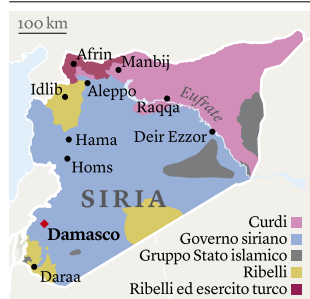 100 km
Afrin
Manbij
Idlib
Aleppo
Raqqa
Eufrate
Deir Ezzor
Hama
Homs
SIRIA
Damasco
Daraa
Curdi
Governo siriano
Gruppo Stato islamico
Ribelli
Ribelli ed esercito turco